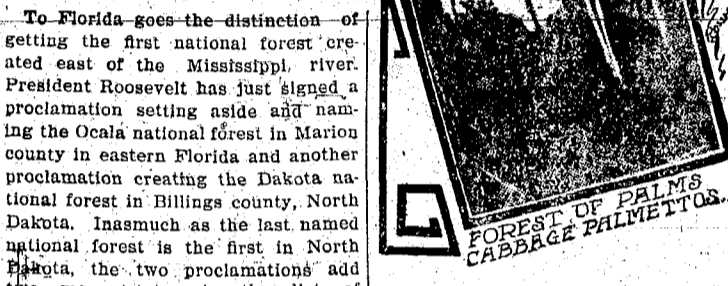 To Florida goes the distinction of
getting the first national forest cre-
ated east of the Mississippi river.
President Roosevelt has just signed a
proclamation setting aside and nam-
ing the Ocala national forest in Marion
county in eastern Florida and another
proclamation creating the Dakota na-
tional forest in Billings county, North
Dakota. Inasmuch as the last named
national forest is the first in North
Dakota, the two proclamations add
FOREST OF PALMS
CABBAGE PALMETTOS.